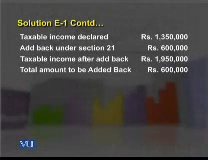 Solution E-1 Contd…
Taxable income declared Rs. 1,350,000
Add back under section 21 Rs. 600,000
Taxable income after add back Rs. 1,950,000
Total amount to be Added Back Rs. 600,000
VU